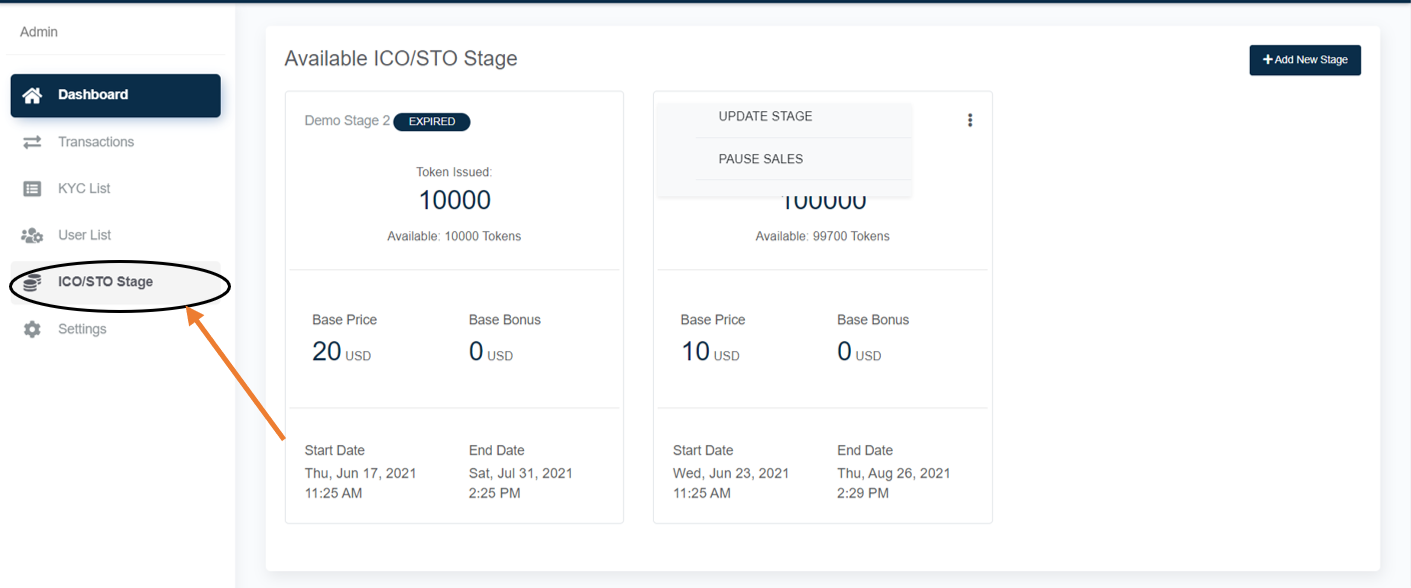 Admin
Dashboard
Transactions
KYC List
User List
ICO/STO Stage
Settings
Available ICO/STO Stage
Add New Stage
Demo Stage 2 EXPIRED
Token Issued:
10000
Available: 10000 Tokens
Base Price
Base Bonus
20 USD
0 USD
Start Date
End Date
Thu, Jun 17, 2021
Sat, Jul 31, 2021
11:25 AM
2:25 PM
UPDATE STAGE
PAUSE SALES
100000
Available: 99700 Tokens
Base Price
Base Bonus
10 USD
0 USD
Start Date
End Date
Wed, Jun 23, 2021
Thu, Aug 26, 2021
11:25 AM
2:29 PM